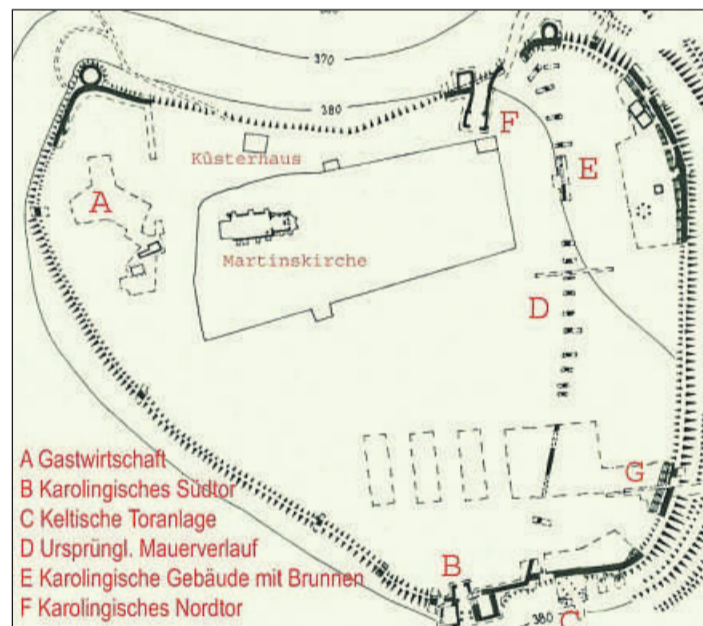 370
380
F
Küsterhaus
E
A
Martinskirche
D
A Gastwirtschaft
B Karolingisches Südtor
C Keltische Toranlage
D Ursprüngl. Mauerverlauf
E Karolingische Gebäude mit Brunnen
F Karolingisches Nordtor
G
B
C
380